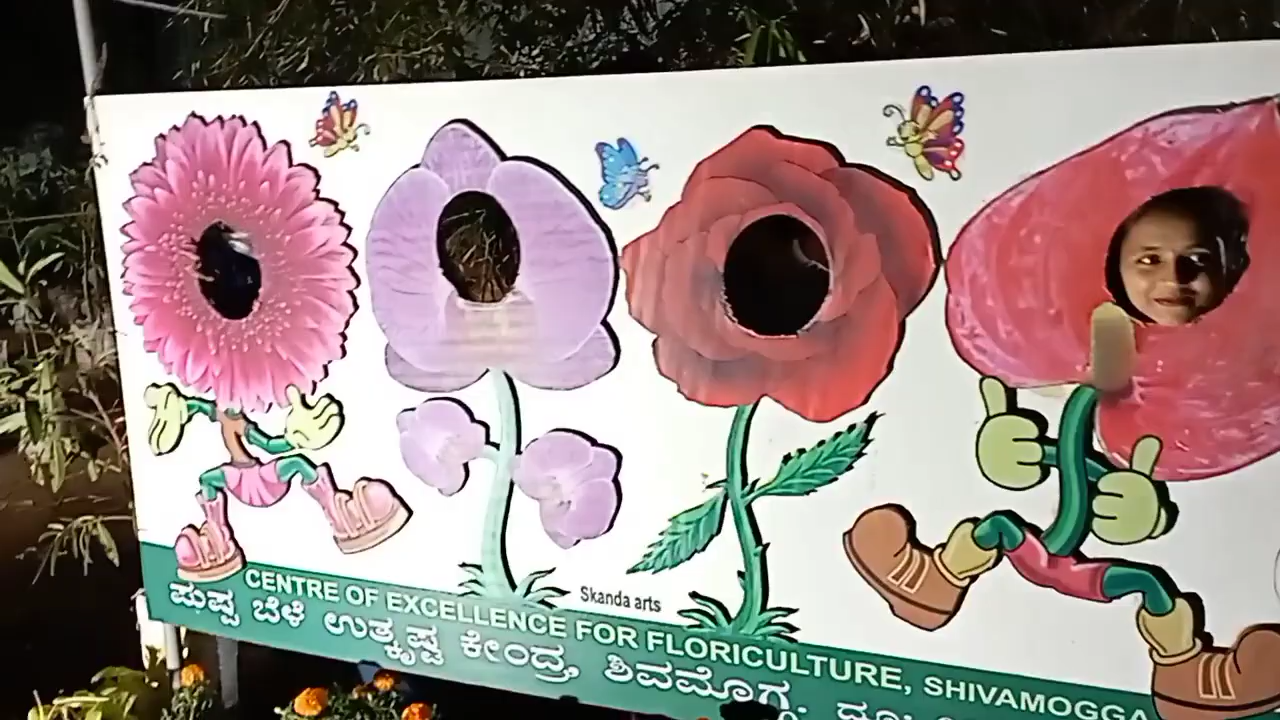 Skanda arts
CENTRE OF EXCELLENCE FOR FLORICULTURE, SHIVAMOGGA
ಪುಷ್ಪ ಬೆಳೆ ಉತ್ಕೃಷ್ಟ ಕೇಂದ್ರ, ಶಿವಮೊಗ್ಗ.